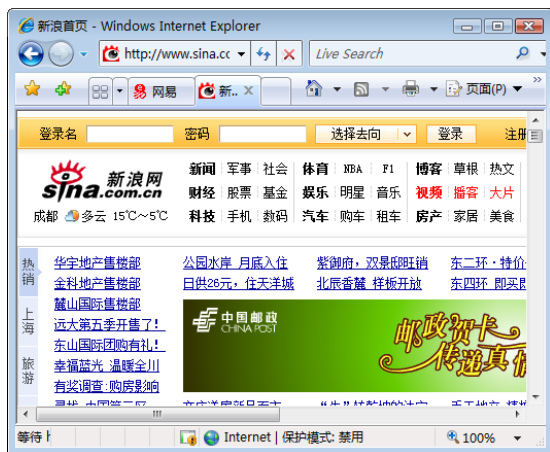 新浪首页 - Windows Internet Explorer
http://www.sina.cc
Live Search
网易
新..
页面(P)
登录名
密码
选择去向
登录
注册
sina
新浪网
.com.cn
成都
多云 15℃~5℃
新闻 军事 社会 体育 NBA F1 博客 草根 热文
财经 股票 基金 娱乐 明星 音乐 视频 播客 大片
科技 手机 数码 汽车 购车 租车 房产 家居 美食
热销
上海
旅游
华宇地产售楼部 公园水岸 月底入住 紫御府，双景邸旺销 东二环·特价
金科地产售楼部 日供26元，住天洋城 北辰香麓 样板开放 东四环 即买即
麓山国际售楼部
远大第五季开售了！
东山国际团购有礼！
幸福蓝光 温暖全川
有奖调查:购房影响
中国邮政
CHINA POST
邮政贺卡
传递真情
等待
Internet | 保护模式: 禁用
100%